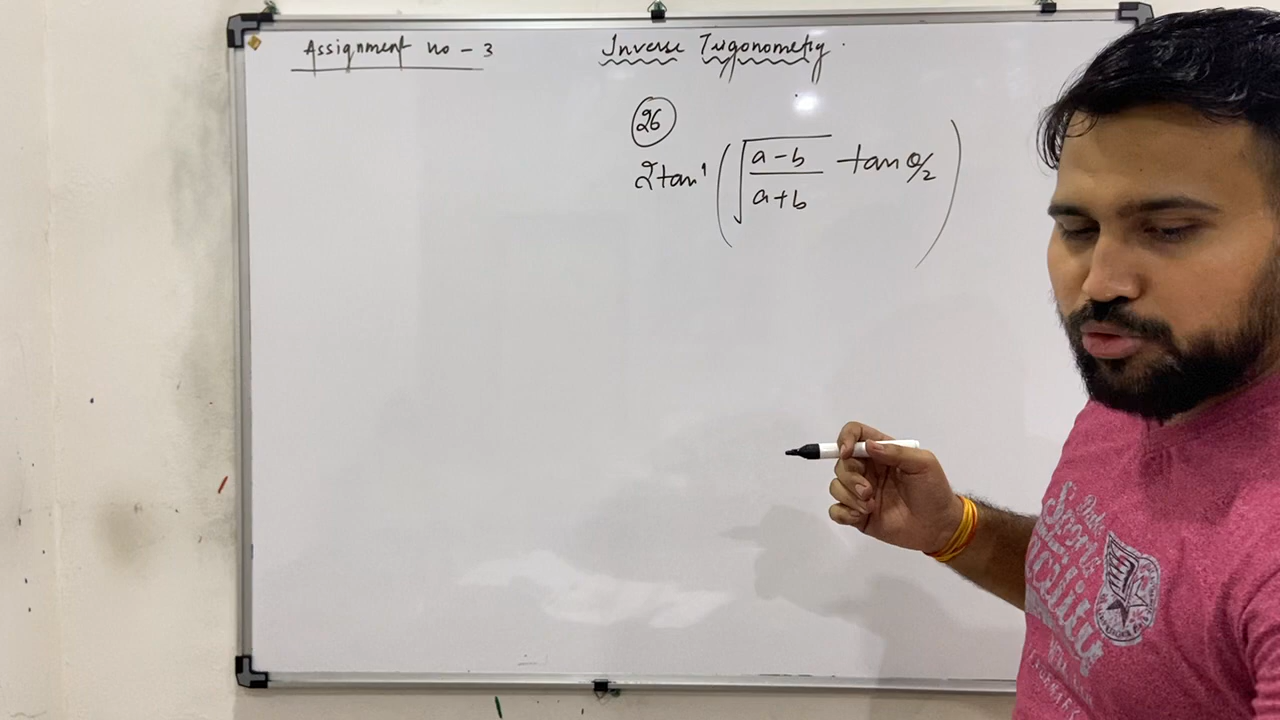 Assignment no - 3
Inverse Trigonometry.
26
2tan⁻¹ (√(a-b / a+b) tan θ/2)